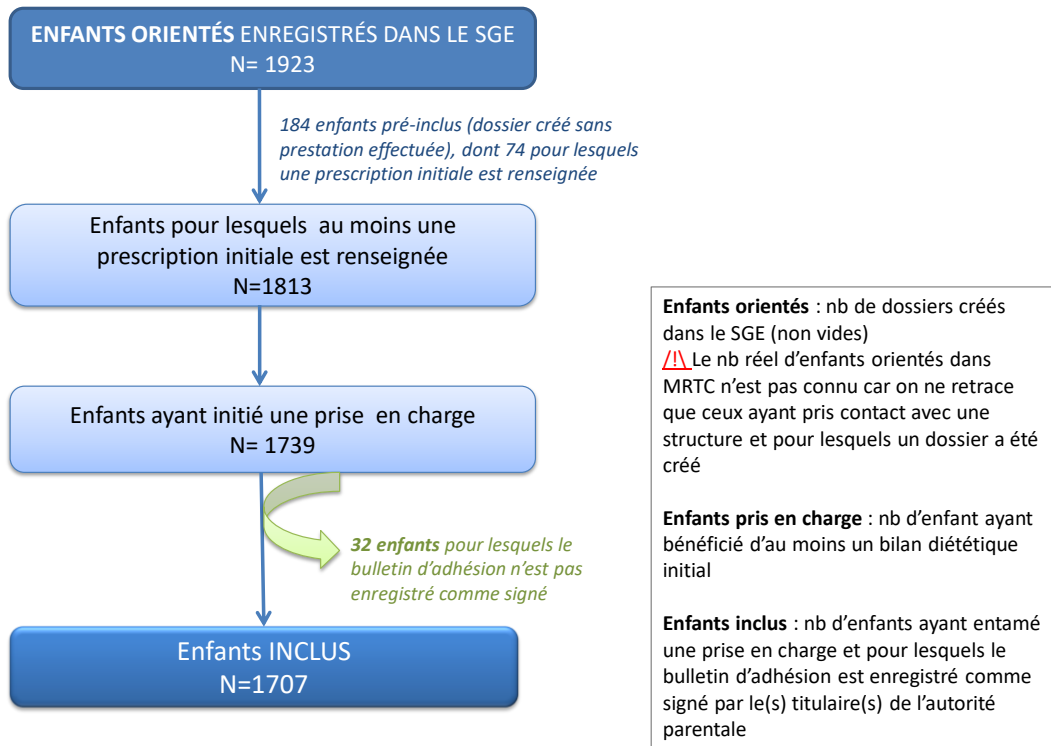 ENFANTS ORIENTÉS ENREGISTRÉS DANS LE SGE
N= 1923
184 enfants pré-inclus (dossier créé sans
prestation effectuée), dont 74 pour lesquels
une prescription initiale est renseignée
Enfants pour lesquels au moins une
prescription initiale est renseignée
N=1813
Enfants ayant initié une prise en charge
N= 1739
32 enfants pour lesquels le
bulletin d’adhésion n’est pas
enregistré comme signé
Enfants INCLUS
N=1707
Enfants orientés : nb de dossiers créés
dans le SGE (non vides)
/!\ Le nb réel d’enfants orientés dans
MRTC n’est pas connu car on ne retrace
que ceux ayant pris contact avec une
structure et pour lesquels un dossier a été
créé
Enfants pris en charge : nb d’enfant ayant
bénéficié d’au moins un bilan diététique
initial
Enfants inclus : nb d’enfants ayant entamé
une prise en charge et pour lesquels le
bulletin d’adhésion est enregistré comme
signé par le(s) titulaire(s) de l’autorité
parentale